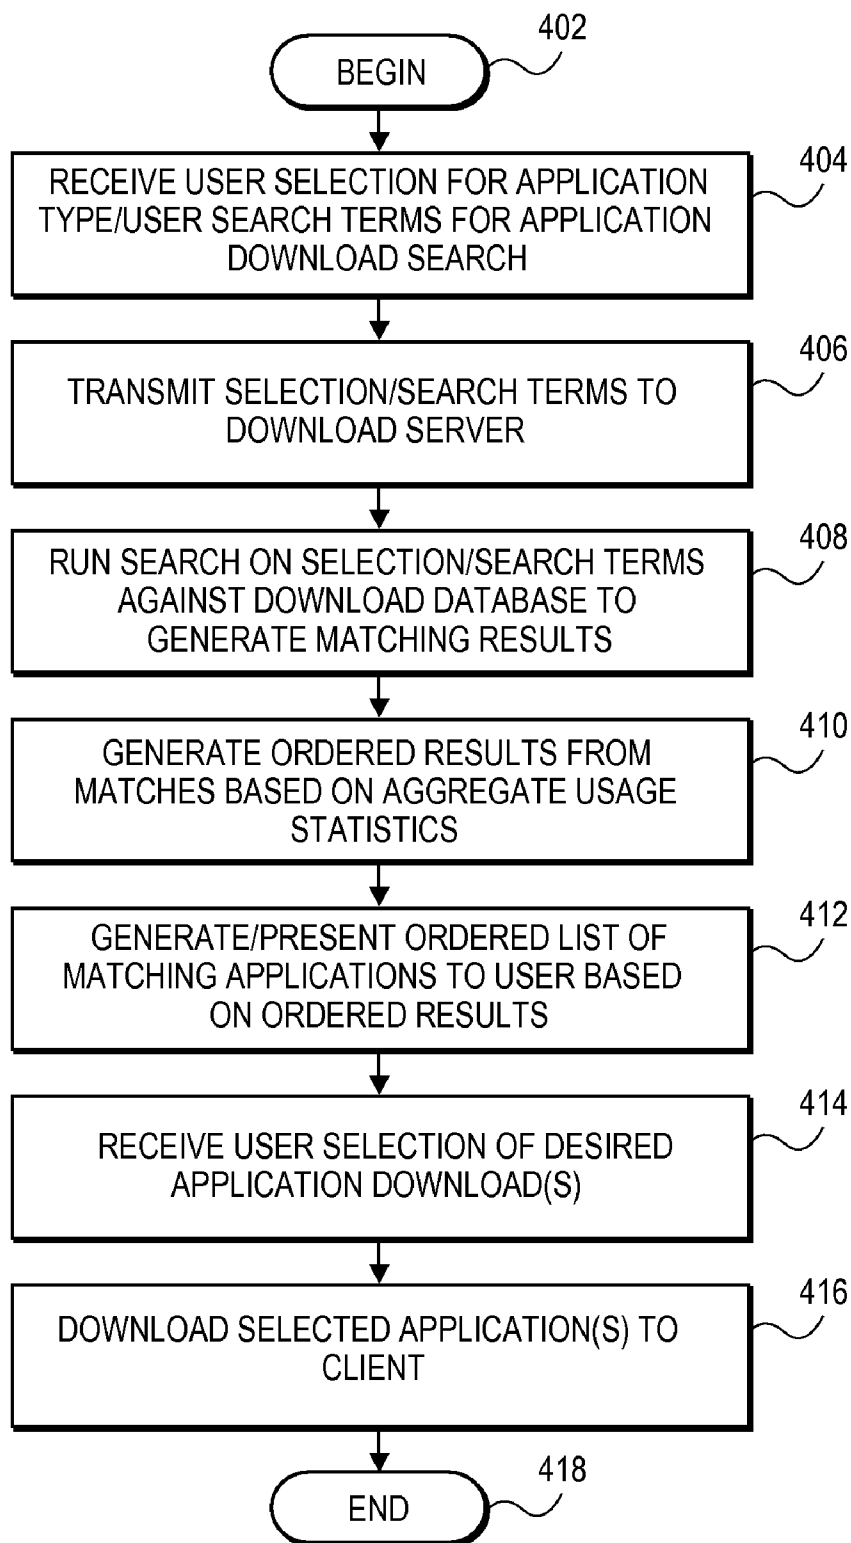 BEGIN
402
RECEIVE USER SELECTION FOR APPLICATION
TYPE/USER SEARCH TERMS FOR APPLICATION
DOWNLOAD SEARCH
404
TRANSMIT SELECTION/SEARCH TERMS TO
DOWNLOAD SERVER
406
RUN SEARCH ON SELECTION/SEARCH TERMS
AGAINST DOWNLOAD DATABASE TO
GENERATE MATCHING RESULTS
408
GENERATE ORDERED RESULTS FROM
MATCHES BASED ON AGGREGATE USAGE
STATISTICS
410
GENERATE/PRESENT ORDERED LIST OF
MATCHING APPLICATIONS TO USER BASED
ON ORDERED RESULTS
412
RECEIVE USER SELECTION OF DESIRED
APPLICATION DOWNLOAD(S)
414
DOWNLOAD SELECTED APPLICATION(S) TO
CLIENT
416
END
418